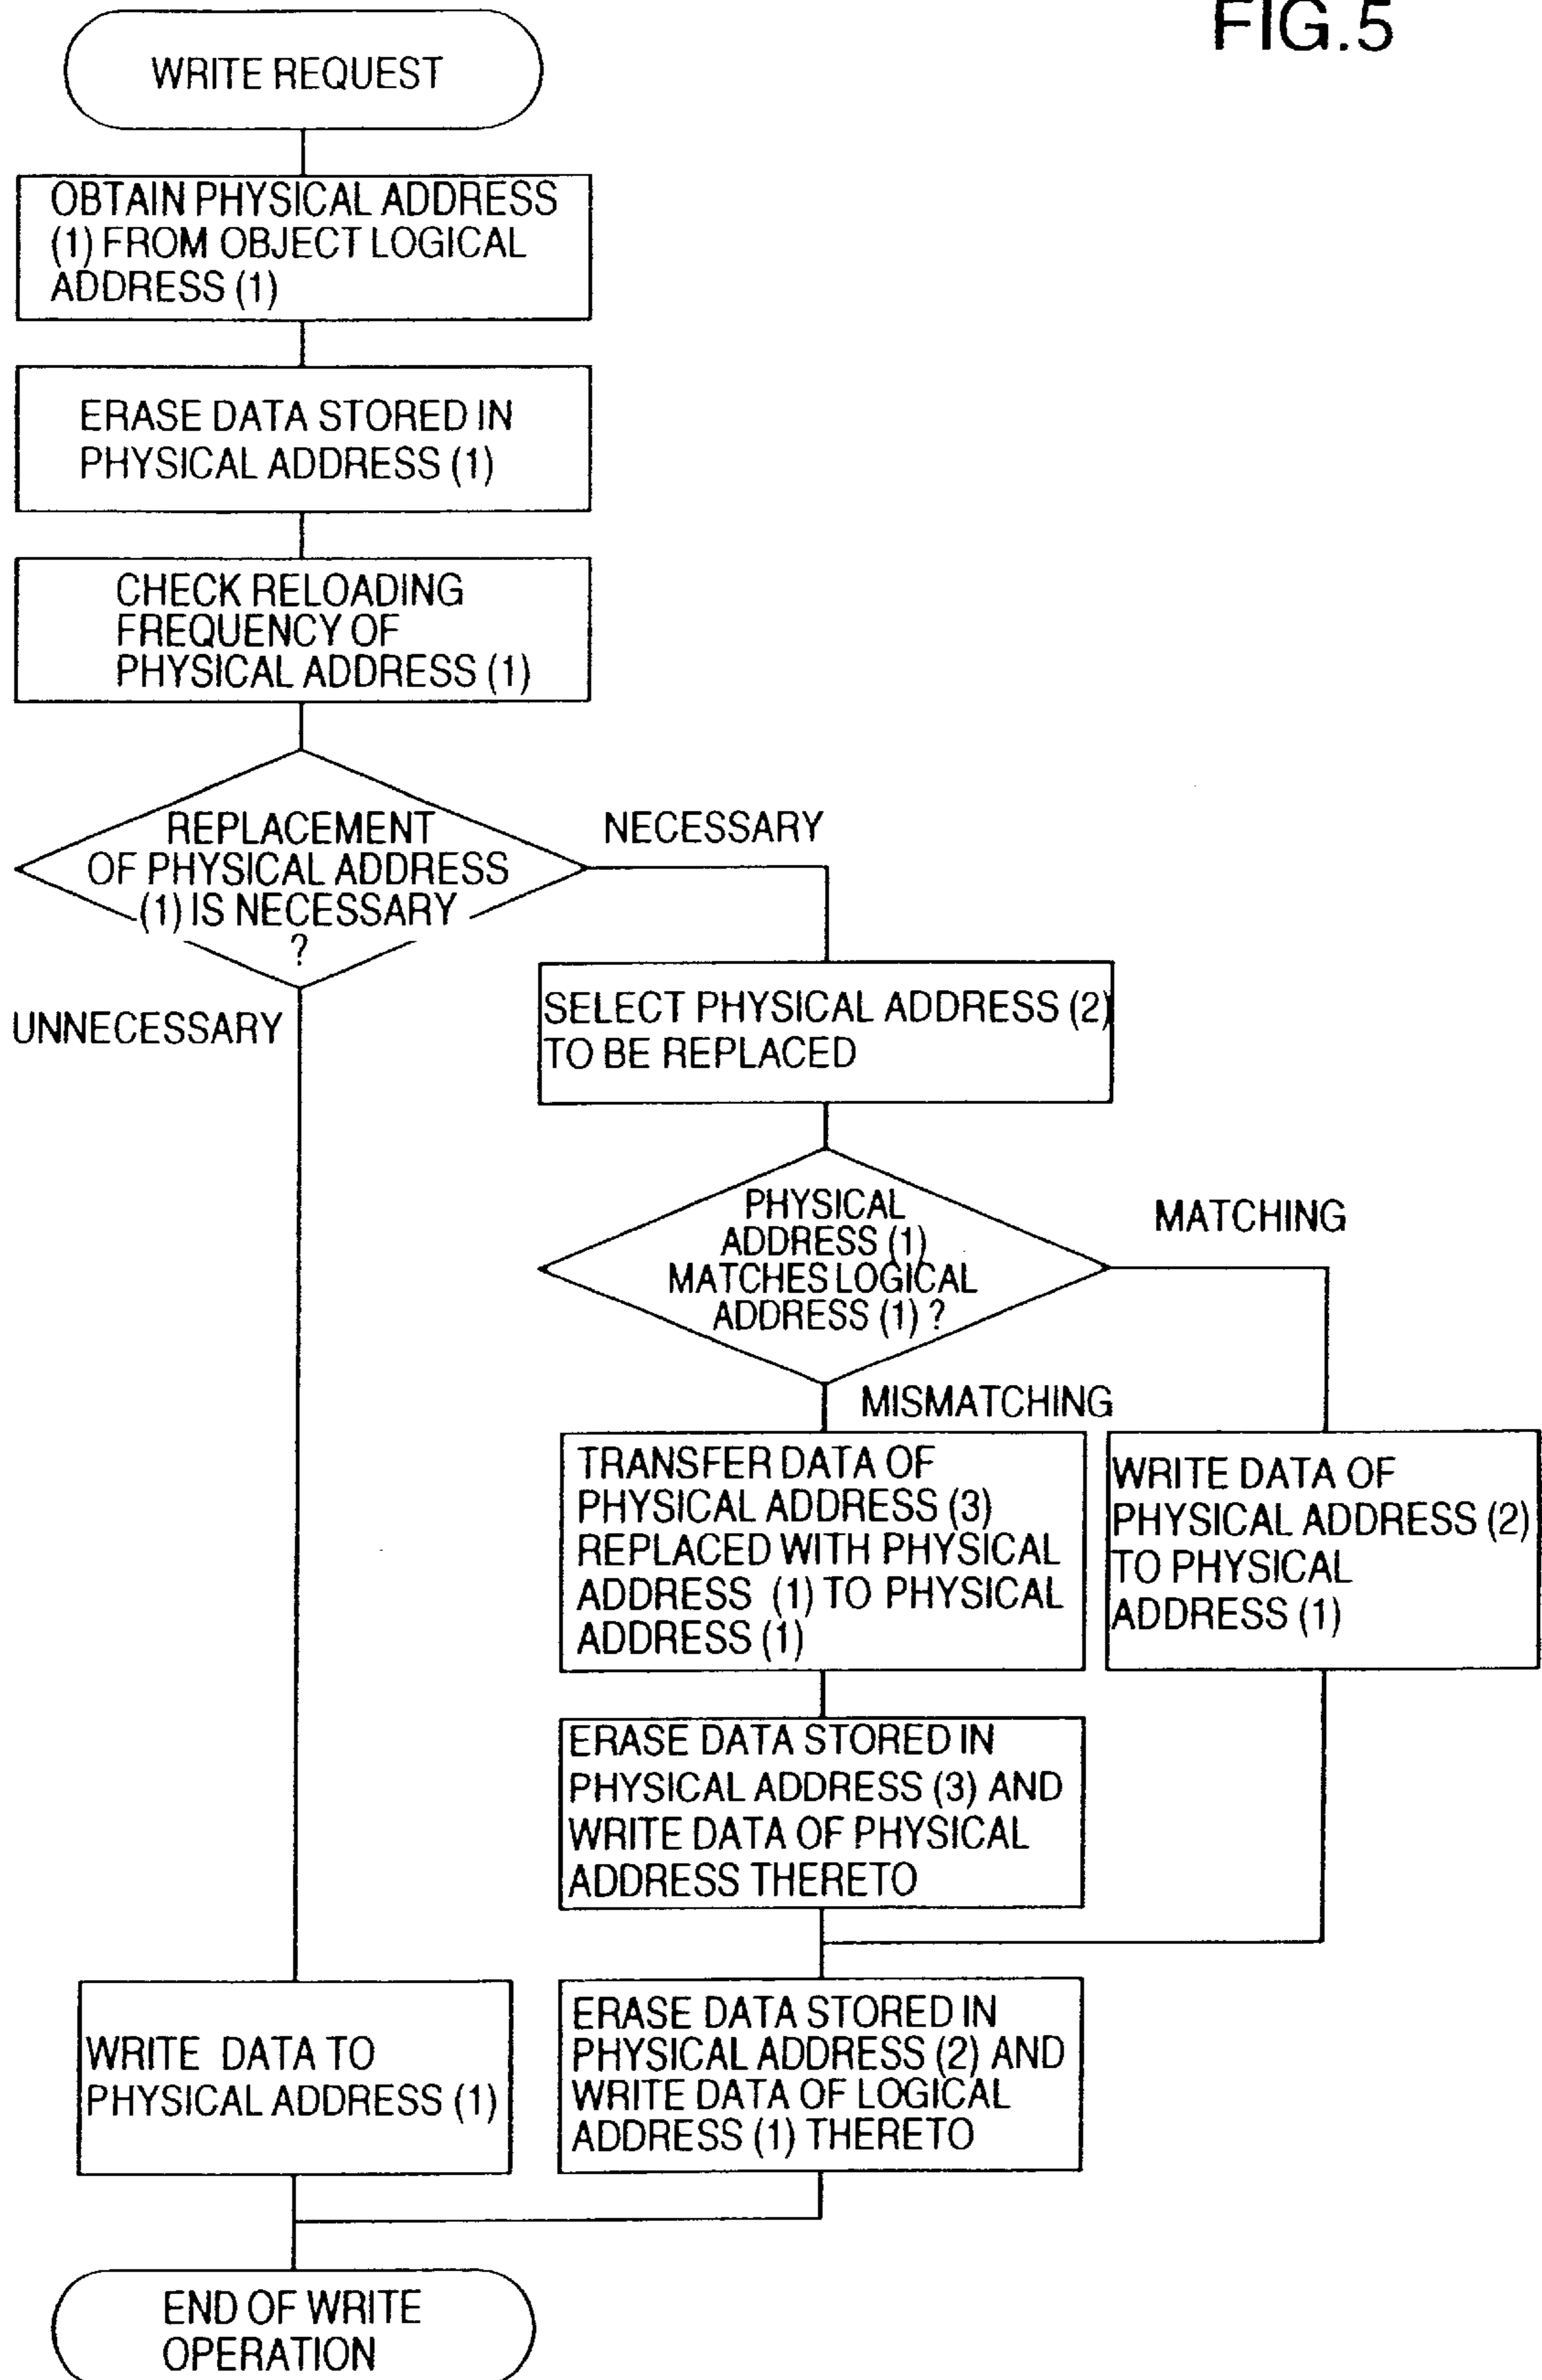 FIG.5
WRITE REQUEST
OBTAIN PHYSICAL ADDRESS
(1) FROM OBJECT LOGICAL
ADDRESS (1)
ERASE DATA STORED IN
PHYSICAL ADDRESS (1)
CHECK RELOADING
FREQUENCY OF
PHYSICAL ADDRESS (1)
REPLACEMENT
OF PHYSICAL ADDRESS
(1) IS NECESSARY
?
NECESSARY
UNNECESSARY
SELECT PHYSICAL ADDRESS (2)
TO BE REPLACED
PHYSICAL
ADDRESS (1)
MATCHES LOGICAL
ADDRESS (1) ?
MATCHING
MISMATCHING
TRANSFER DATA OF
PHYSICAL ADDRESS (3)
REPLACED WITH PHYSICAL
ADDRESS (1) TO PHYSICAL
ADDRESS (1)
WRITE DATA OF
PHYSICAL ADDRESS (2)
TO PHYSICAL
ADDRESS (1)
ERASE DATA STORED IN
PHYSICAL ADDRESS (3) AND
WRITE DATA OF PHYSICAL
ADDRESS THERETO
WRITE DATA TO
PHYSICAL ADDRESS (1)
ERASE DATA STORED IN
PHYSICAL ADDRESS (2) AND
WRITE DATA OF LOGICAL
ADDRESS (1) THERETO
END OF WRITE
OPERATION